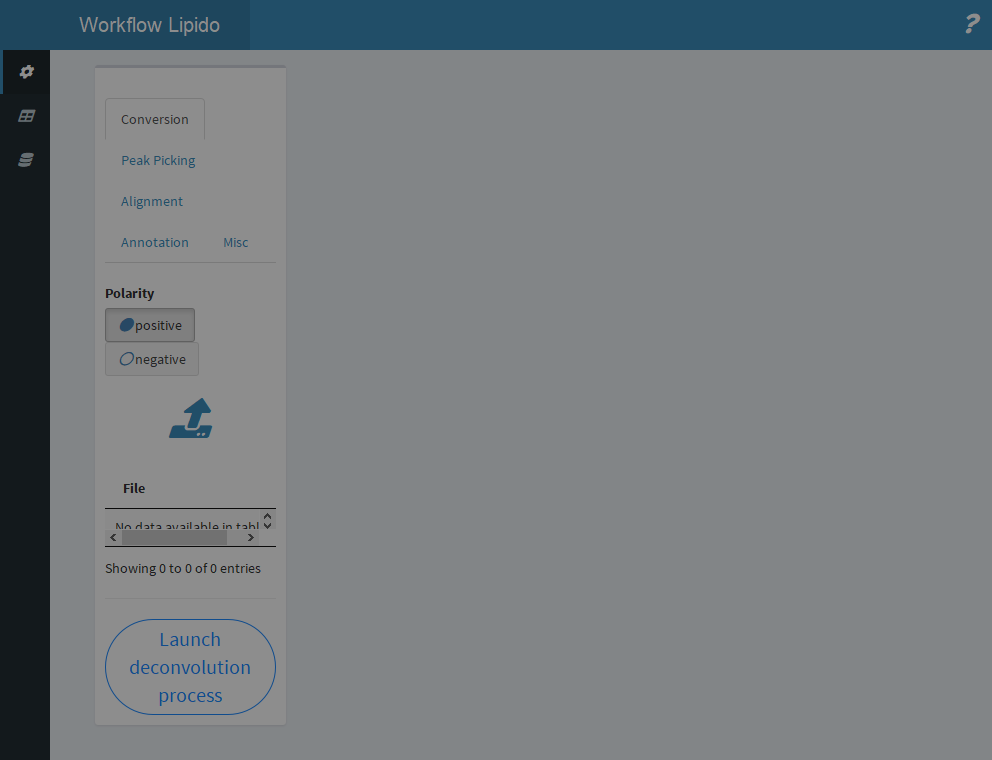 Workflow Lipido
?
Conversion
Peak Picking
Alignment
Annotation Misc
Polarity
positive
negative
File
No data available in tabl
Showing 0 to 0 of 0 entries
Launch
deconvolution
process